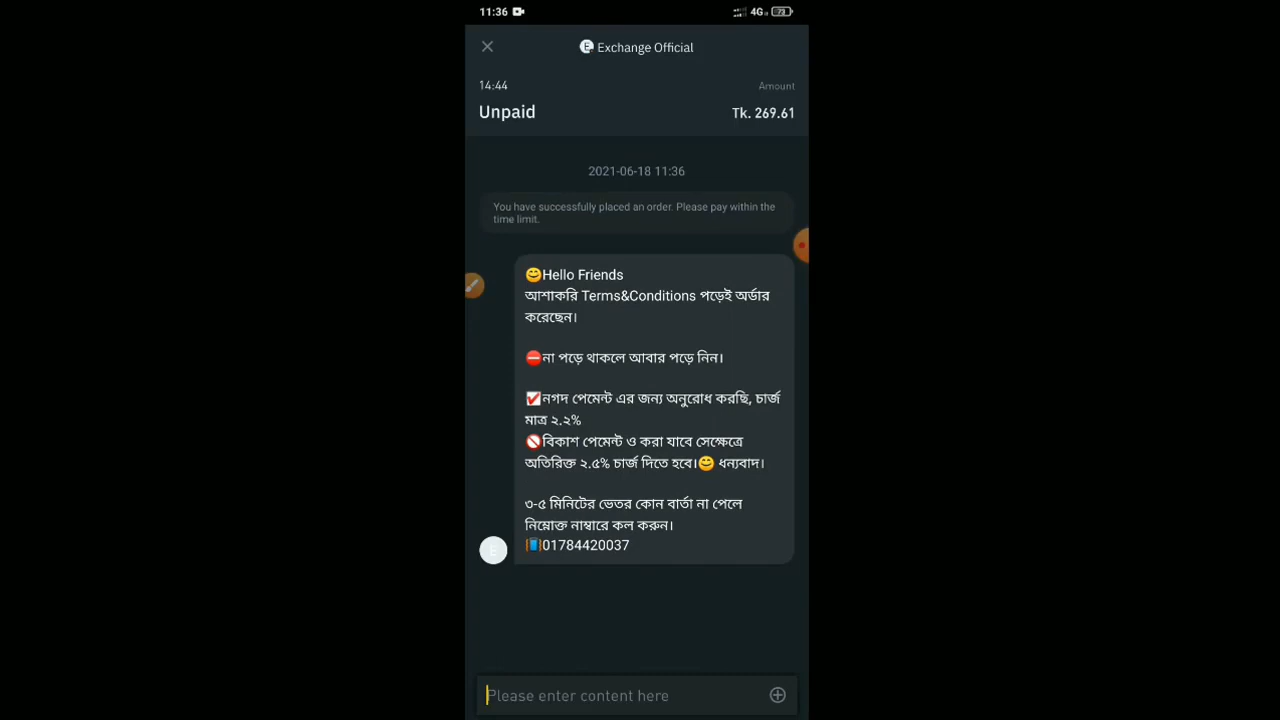 11:36
4G
73
Exchange Official
14:44
Amount
Unpaid
Tk. 269.61
2021-06-18 11:36
You have successfully placed an order. Please pay within the
time limit.
😊Hello Friends
আশাকরি Terms&Conditions পড়েই অর্ডার
করেছেন।
⛔না পড়ে থাকলে আবার পড়ে নিন।
☑নগদ পেমেন্ট এর জন্য অনুরোধ করছি, চার্জ
মাত্র ২.২%
🚫বিকাশ পেমেন্ট ও করা যাবে সেক্ষেত্রে
অতিরিক্ত ২.৫% চার্জ দিতে হবে।😊 ধন্যবাদ।
৩-৫ মিনিটের ভেতর কোন বার্তা না পেলে
নিম্নোক্ত নাম্বারে কল করুন।
📳01784420037
E
Please enter content here